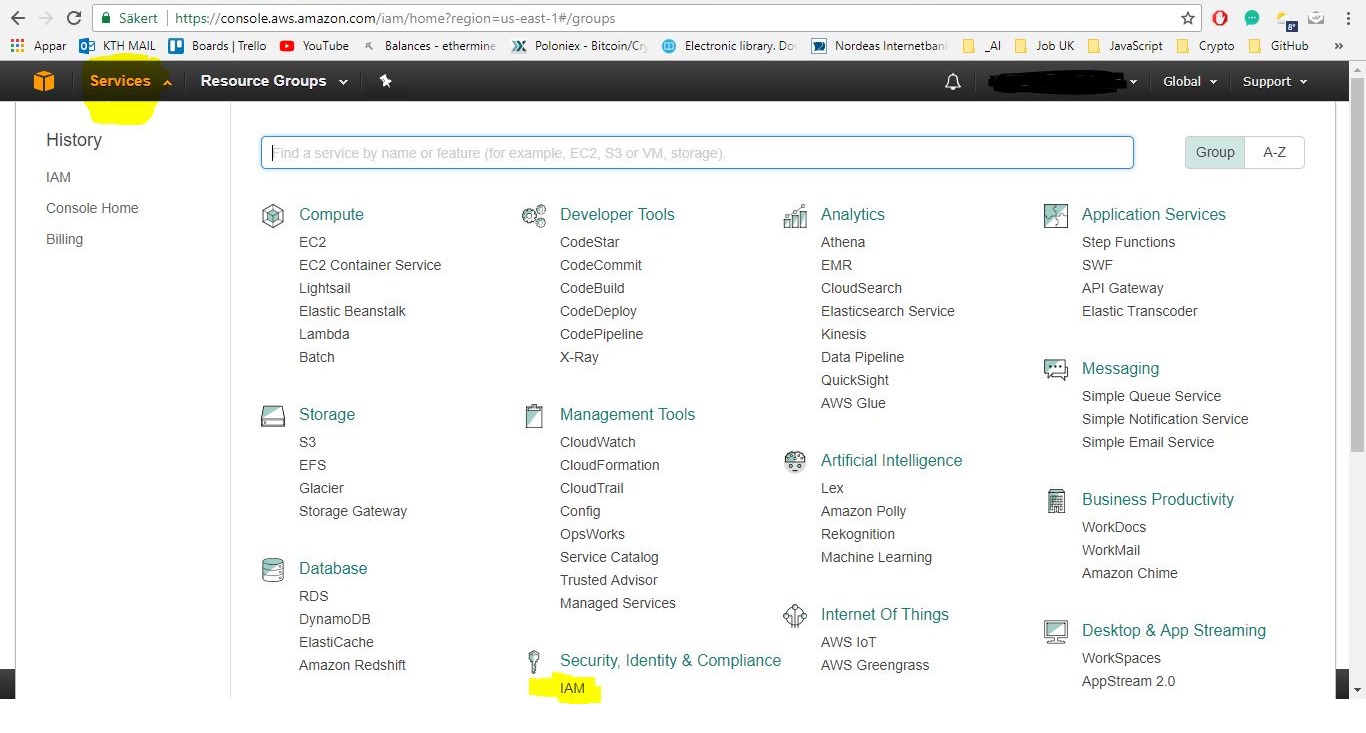 Säkert https://console.aws.amazon.com/iam/home?region=us-east-1#/groups
Appar KTH MAIL Boards | Trello YouTube Balances - ethermine Poloniex - Bitcoin/Cry Electronic library. Do Nordeas Internetban _AI Job UK JavaScript Crypto GitHub »
Services Resource Groups Global Support
History
IAM
Console Home
Billing
Find a service by name or feature (for example, EC2, S3 or VM, storage).
Group A-Z
Compute
EC2
EC2 Container Service
Lightsail
Elastic Beanstalk
Lambda
Batch
Storage
S3
EFS
Glacier
Storage Gateway
Database
RDS
DynamoDB
ElastiCache
Amazon Redshift
Developer Tools
CodeStar
CodeCommit
CodeBuild
CodeDeploy
CodePipeline
X-Ray
Management Tools
CloudWatch
CloudFormation
CloudTrail
Config
OpsWorks
Service Catalog
Trusted Advisor
Managed Services
Security, Identity & Compliance
IAM
Analytics
Athena
EMR
CloudSearch
Elasticsearch Service
Kinesis
Data Pipeline
QuickSight
AWS Glue
Artificial Intelligence
Lex
Amazon Polly
Rekognition
Machine Learning
Internet Of Things
AWS IoT
AWS Greengrass
Application Services
Step Functions
SWF
API Gateway
Elastic Transcoder
Messaging
Simple Queue Service
Simple Notification Service
Simple Email Service
Business Productivity
WorkDocs
WorkMail
Amazon Chime
Desktop & App Streaming
WorkSpaces
AppStream 2.0